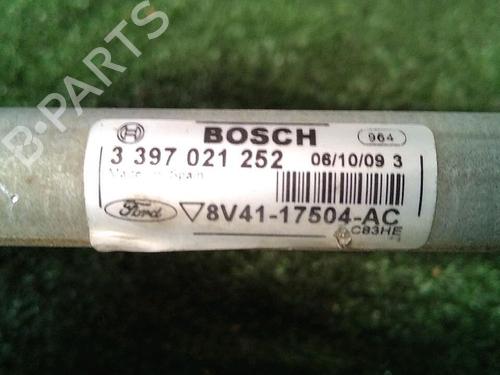 B-PARTS
BOSCH 964
3 397 021 252 06/10/09 3
Made in Spain
Ford ▽8V41-17504-AC
C83HE